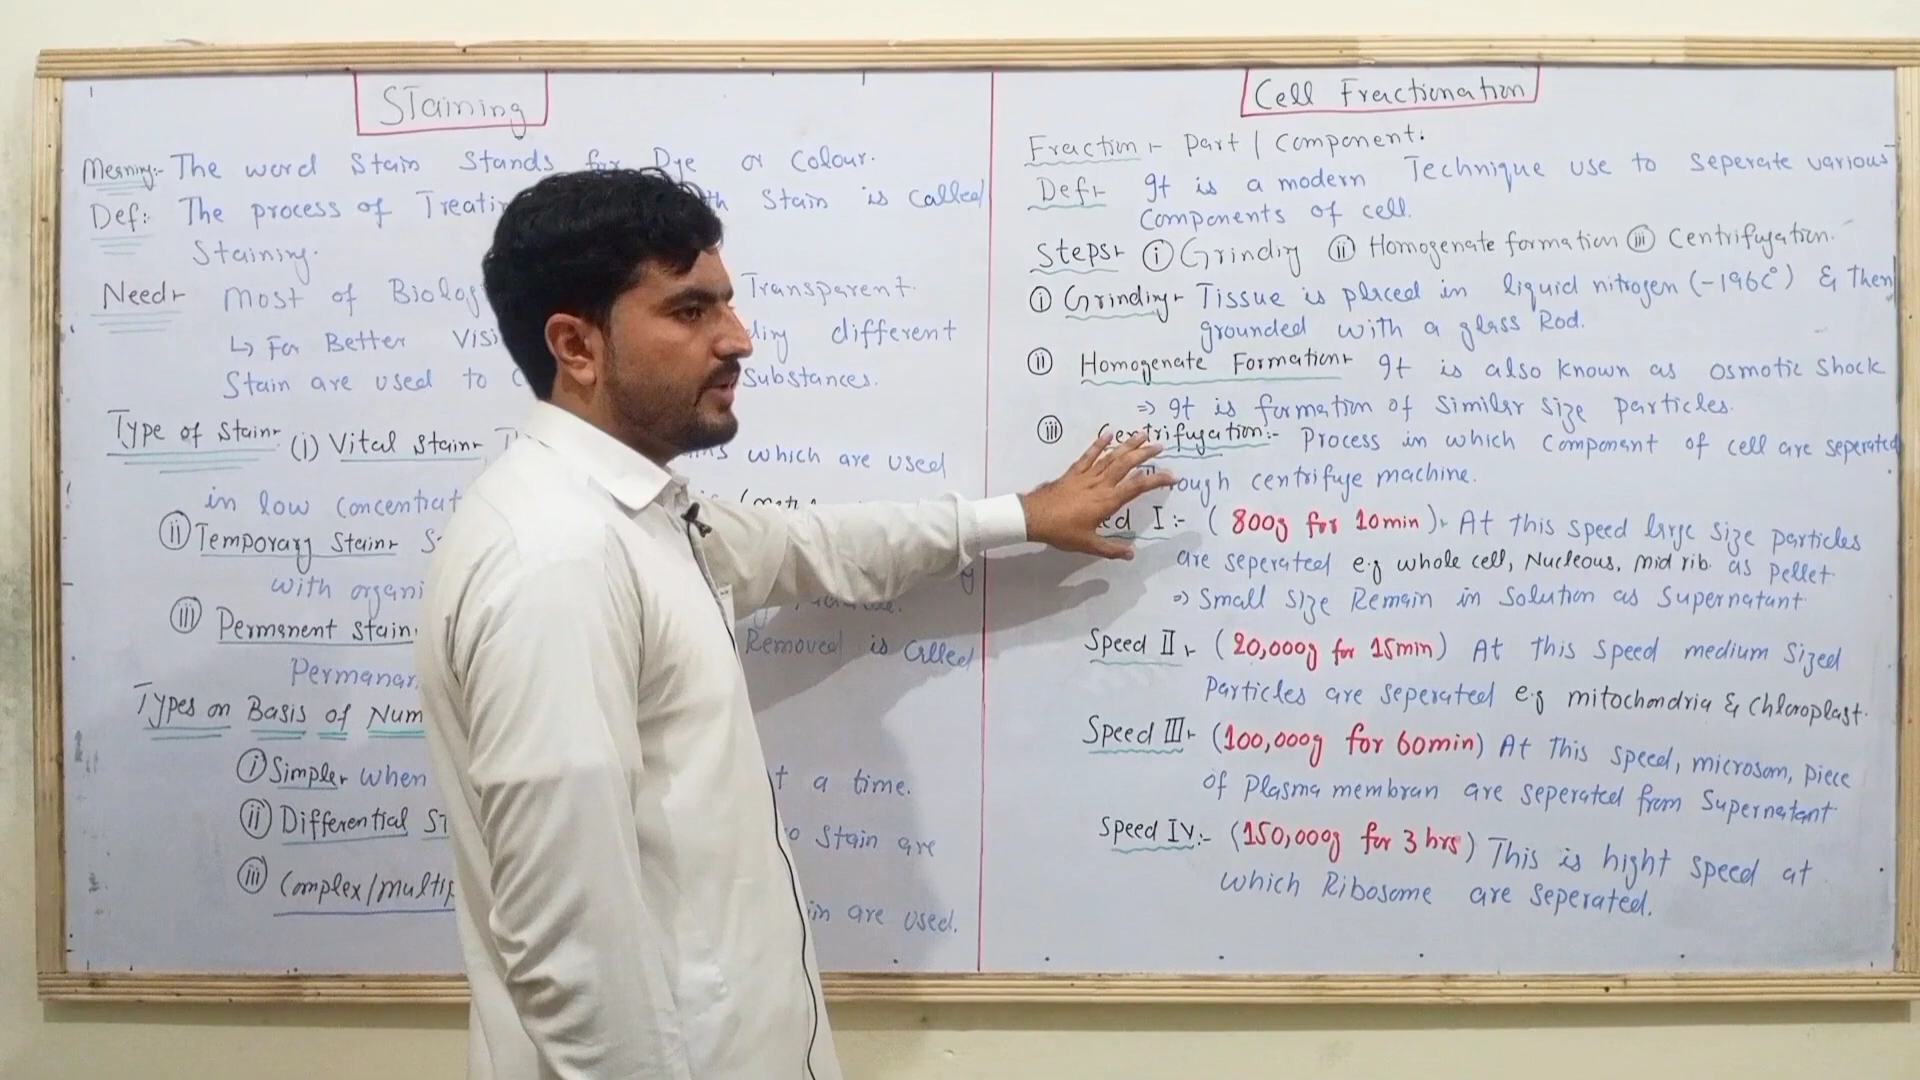 Staining
Meaning:- The word Stain Stands for Dye or Colour.
Def:- The process of Treatin th Stain is called
Staining.
Need:- Most of Biolog Transparent.
↳ For Better Visi diny different
Stain are used to C Substances.
Type of Stain:- (i) Vital Stain:- T which are used
in low concentrat
(ii) Temporary Stain:- S
with organi
(iii) Permanent Stain: Removed is called
Permanan
Types on Basis of Num
(i) Simple:- When t a time.
(ii) Differential ST o Stain are
(iii) Complex/multip in are used.
Cell Fractionation
Fraction:- Part / Component.
Def:- It is a modern Technique use to seperate various
Components of cell.
Steps:- (i) Grinding (ii) Homogenate formation (iii) Centrifugation.
(i) Grinding:- Tissue is placed in liquid nitrogen (-196C°) & Then
grounded with a glass Rod.
(ii) Homogenate Formation:- It is also known as osmotic shock
⇒ It is formation of similar size particles.
(iii) Centrifugation:- Process in which component of cell are seperated
rough centrifuge machine.
ed I:- (800g for 10min):- At this speed large size particles
are seperated e.g whole cell, Nucleous, mid rib. as pellet.
⇒ Small size Remain in Solution as Supernatant
Speed II:- (20,000g for 15min) At this speed medium sized
Particles are seperated e.g mitochondria & chloroplast.
Speed III:- (100,000g for 60min) At This speed, microsom, piece
of plasma membran are seperated from Supernatant
Speed IV:- (150,000g for 3 hrs) This is hight speed at
which Ribosome are seperated.